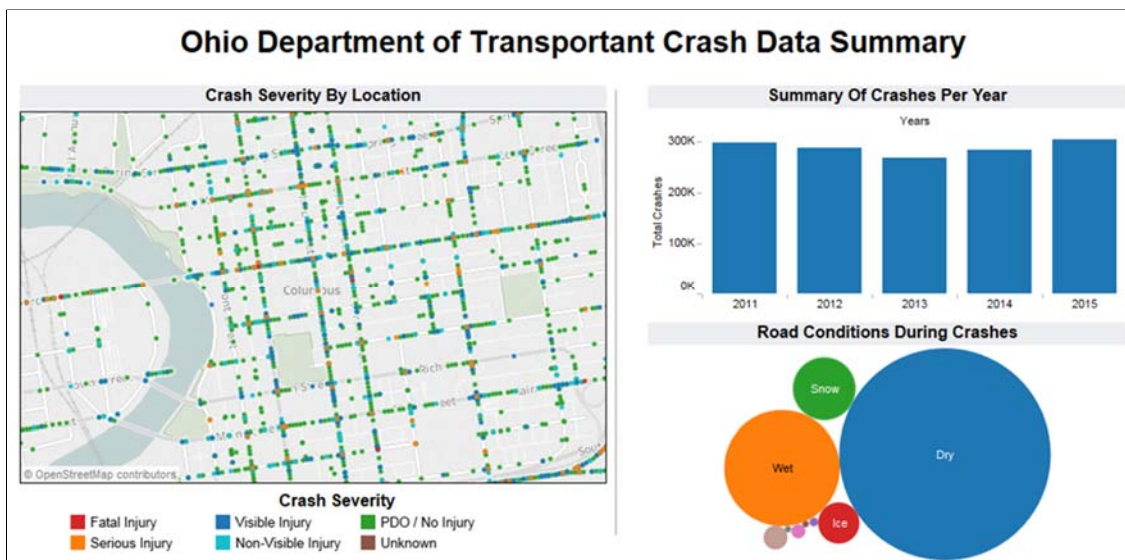 Ohio Department of Transportant Crash Data Summary
Crash Severity By Location
Columbus
Rich
© OpenStreetMap contributors
Crash Severity
Fatal Injury
Visible Injury
PDO / No Injury
Serious Injury
Non-Visible Injury
Unknown
Summary Of Crashes Per Year
Years
Total Crashes
300K
200K
100K
0K
2011
2012
2013
2014
2015
Road Conditions During Crashes
Snow
Dry
Wet
Ice